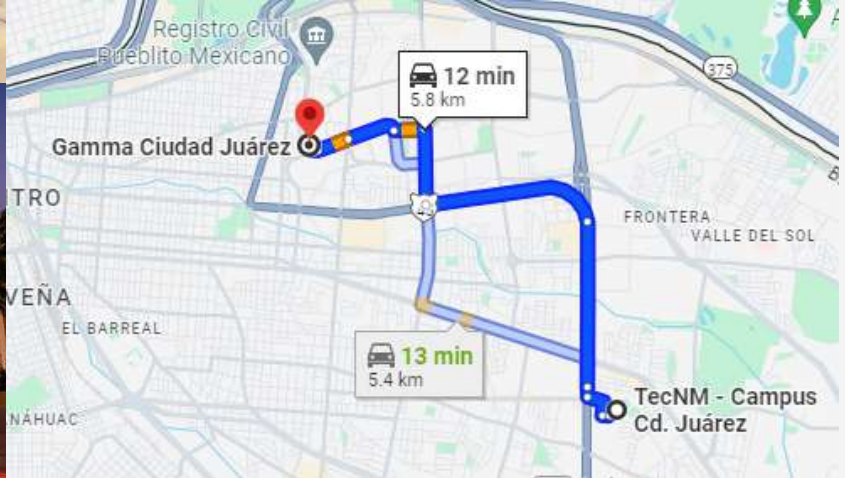 Registro Civil
Pueblito Mexicano
12 min
5.8 km
375
Gamma Ciudad Juárez
TRO
45
FRONTERA
VALLE DEL SOL
VEÑA
EL BARREAL
13 min
5.4 km
TecNM - Campus
Cd. Juárez
NÁHUAC